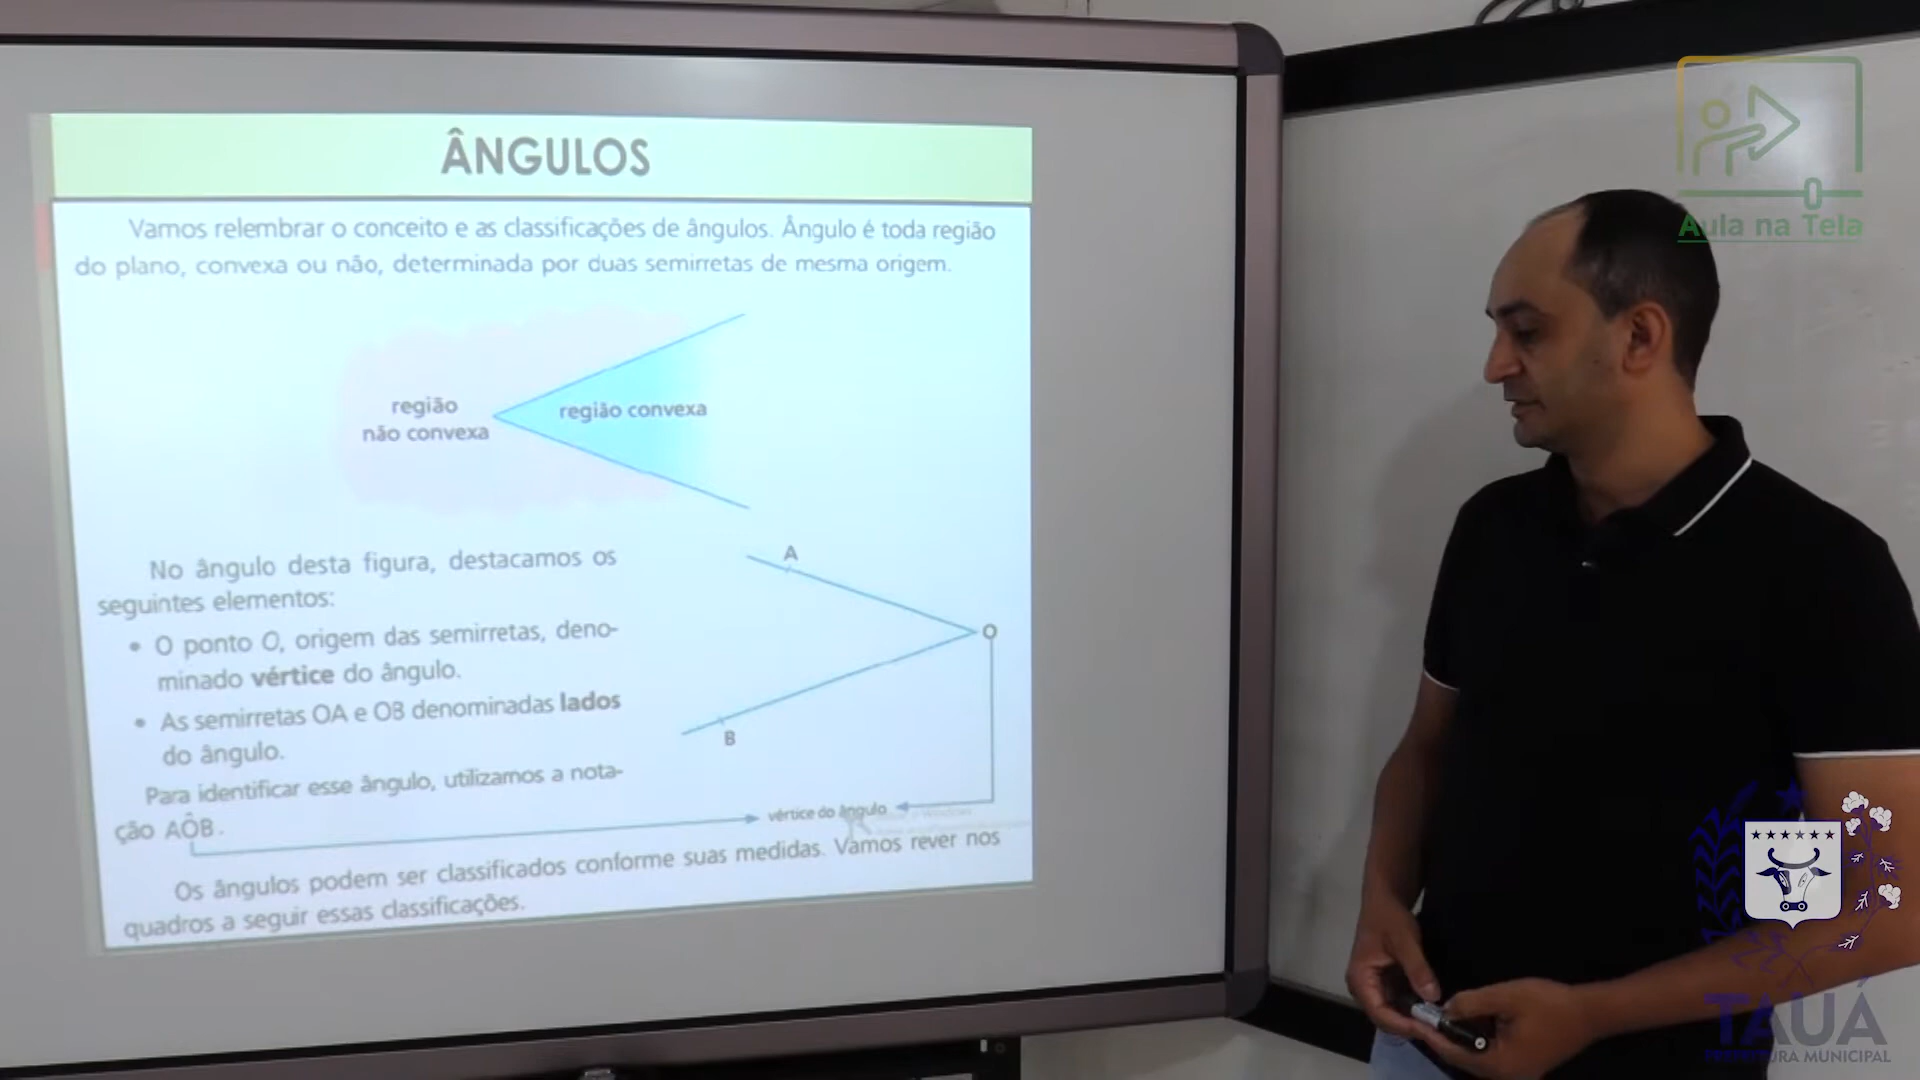 ÂNGULOS
Vamos relembrar o conceito e as classificações de ângulos. Ângulo é toda região
do plano, convexa ou não, determinada por duas semirretas de mesma origem.
região
não convexa
região convexa
No ângulo desta figura, destacamos os
seguintes elementos:
• O ponto O, origem das semirretas, deno-
minado vértice do ângulo.
• As semirretas OA e OB denominadas lados
do ângulo.
Para identificar esse ângulo, utilizamos a nota-
ção AÔB.
A
O
B
vértice do ângulo
Os ângulos podem ser classificados conforme suas medidas. Vamos rever nos
quadros a seguir essas classificações.
Aula na Tela
TAUÁ
PREFEITURA MUNICIPAL